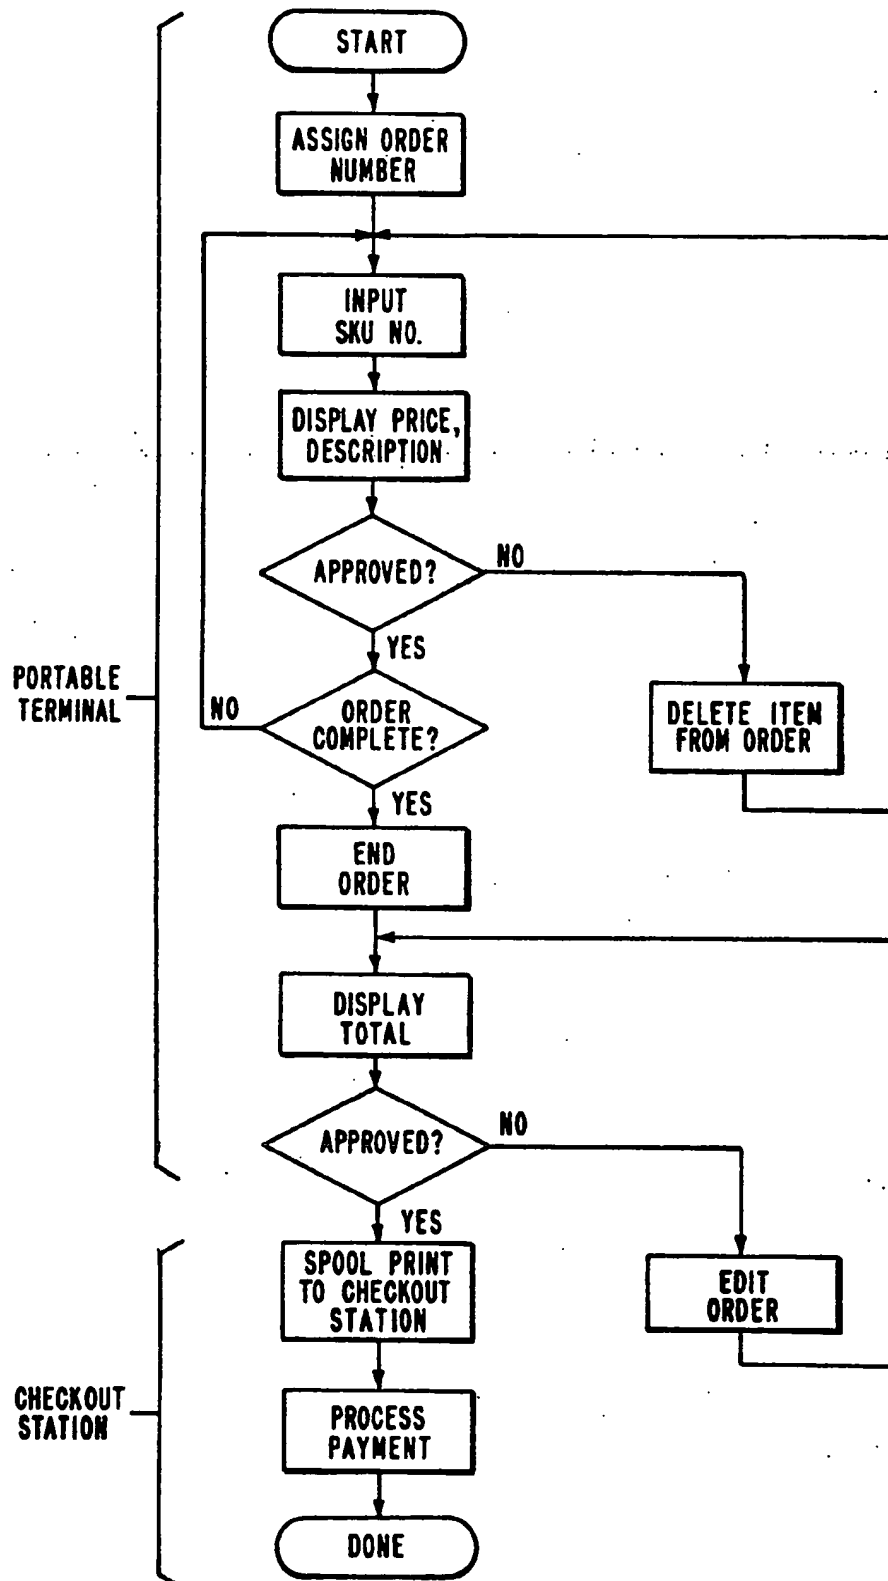 START
ASSIGN ORDER
NUMBER
INPUT
SKU NO.
DISPLAY PRICE,
DESCRIPTION
APPROVED?
NO
YES
PORTABLE
TERMINAL
NO
ORDER
COMPLETE?
DELETE ITEM
FROM ORDER
YES
END
ORDER
DISPLAY
TOTAL
APPROVED?
NO
YES
SPOOL PRINT
TO CHECKOUT
STATION
EDIT
ORDER
CHECKOUT
STATION
PROCESS
PAYMENT
DONE